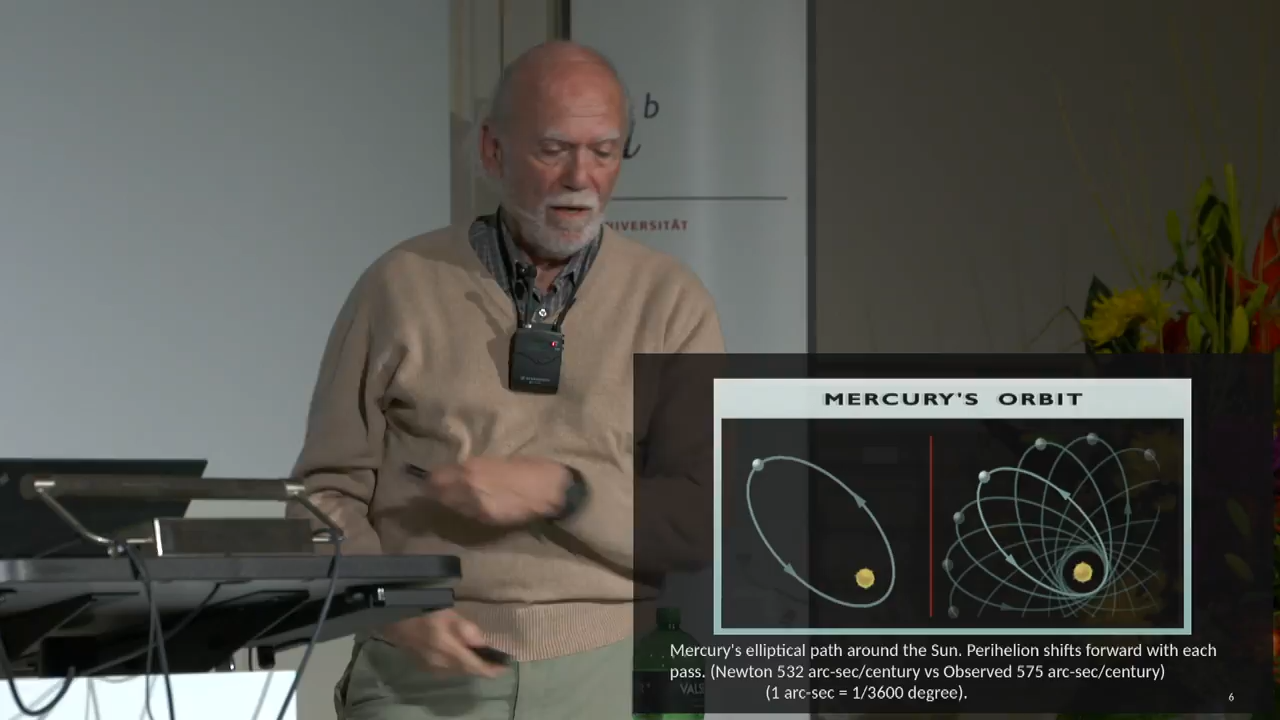 b
u
UNIVERSITÄT
MERCURY'S ORBIT
Mercury's elliptical path around the Sun. Perihelion shifts forward with each
pass. (Newton 532 arc-sec/century vs Observed 575 arc-sec/century)
(1 arc-sec = 1/3600 degree).
6